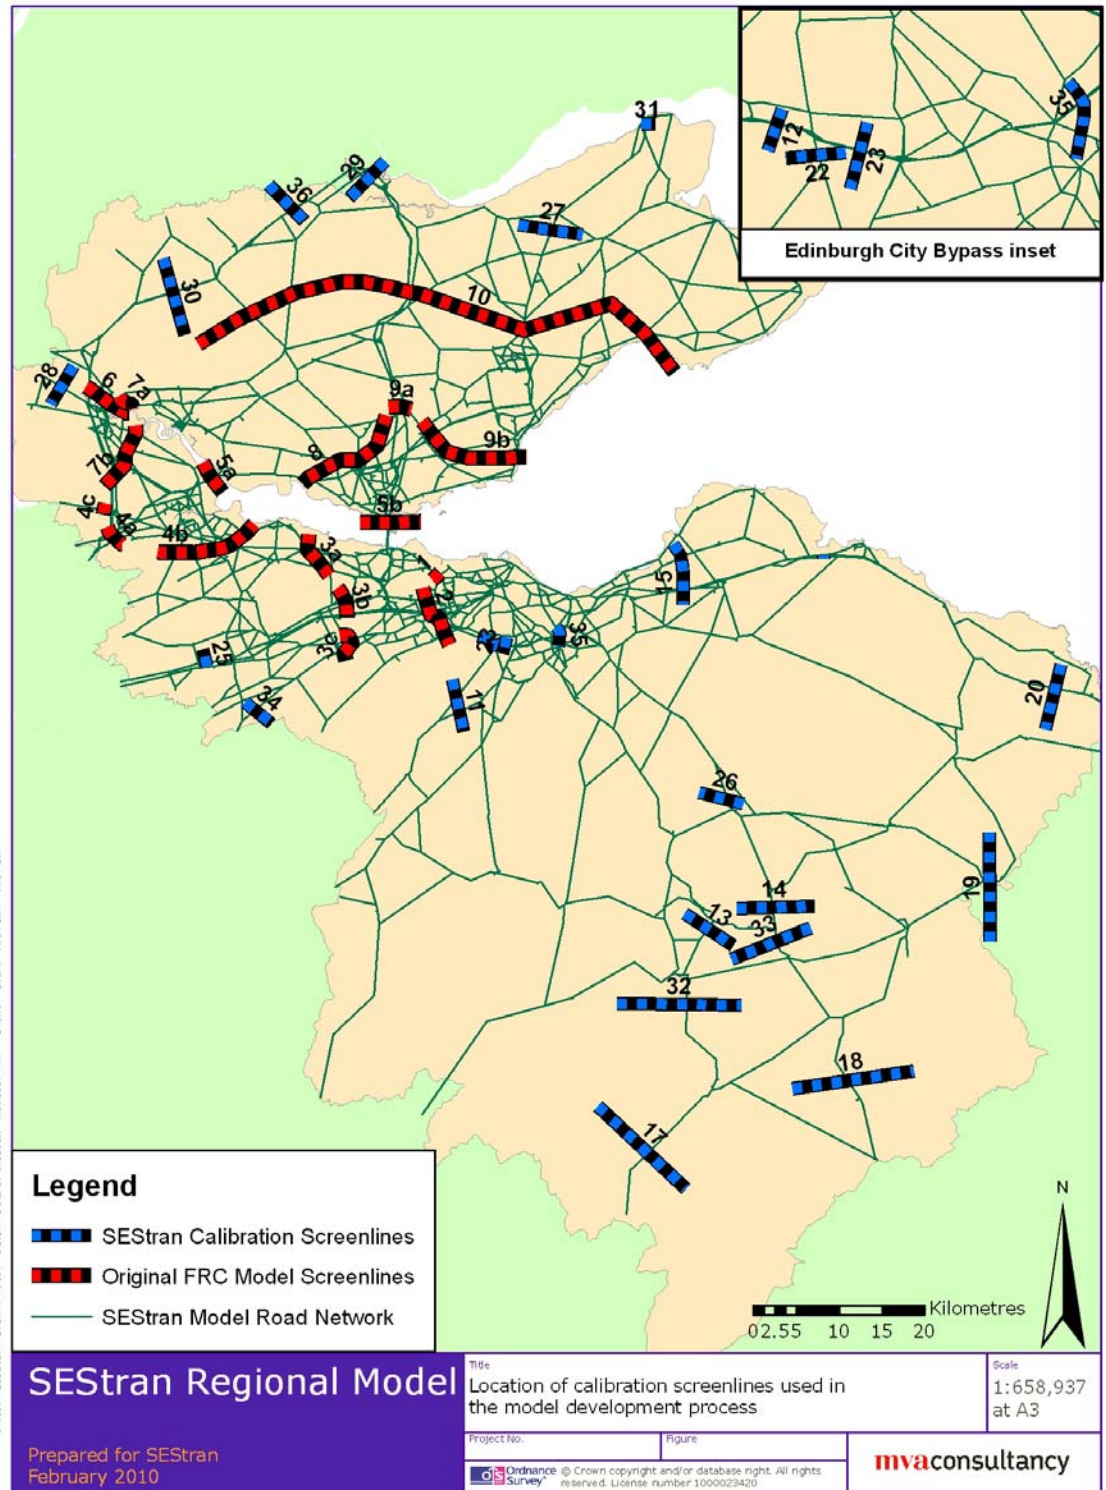 31
29
36
27
30
10
28
6
7a
9a
8
9b
7b
5a
4c
4a
4b
5b
3a
1
3b
2
3c
25
34
11
23
35
15
20
26
19
14
13
33
32
18
17
12
22
23
35
Edinburgh City Bypass inset
Legend
SEStran Calibration Screenlines
Original FRC Model Screenlines
SEStran Model Road Network
N
Kilometres
0 2.5 5 10 15 20
SEStran Regional Model
Prepared for SEStran
February 2010
Title
Location of calibration screenlines used in
the model development process
Scale
1:658,937
at A3
Project No.
Figure
Ordnance Survey
© Crown copyright and/or database right. All rights
reserved. License number 1000023420
mvaconsultancy